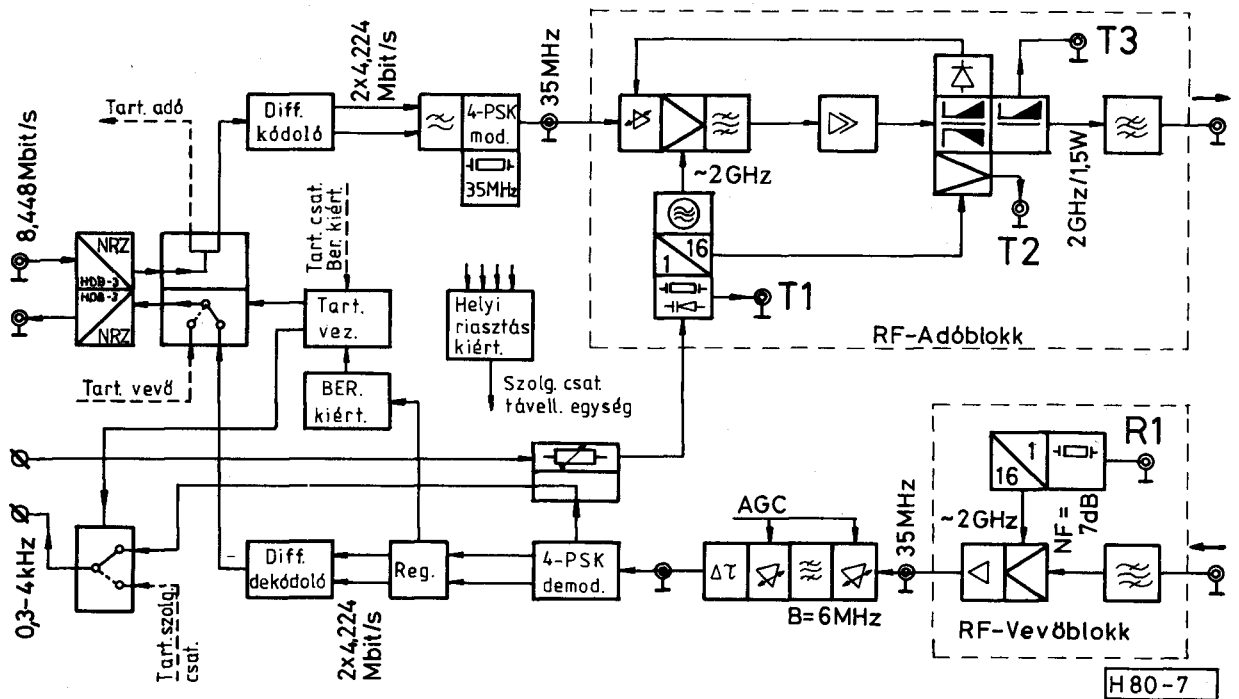 8,448Mbit/s
NRZ
HDB-3
HDB-3
NRZ
Tart. adó
Tart. vevő
Diff.
kódoló
2x4,224
Mbit/s
4-PSK
mod.
35MHz
35MHz
Tart. csat.
Ber. kiért.
Tart.
vez.
BER.
kiért.
Helyi
riasztás
kiért.
Szolg. csat
távell. egység
~2GHz
16
1
T1
T2
T3
2GHz/1,5W
RF-Adóblokk
0,3-4kHz
Tart.szolg.
csat.
Diff.
dekódoló
2x4,224
Mbit/s
Reg.
4-PSK
demod.
AGC
Δτ
B=6MHz
35MHz
1
16
R1
~2GHz
NF=
7dB
RF-Vevőblokk
H80-7